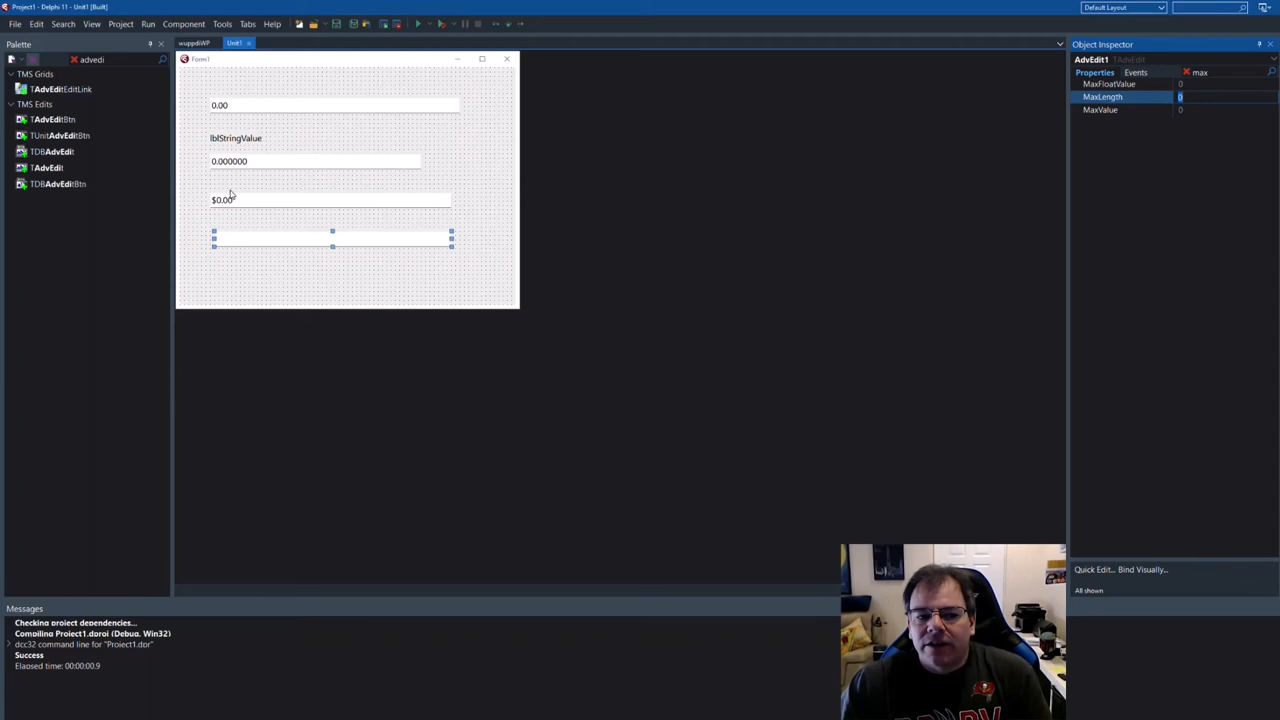 Project1 - Delphi 11 - Unit1 [Built]
Default Layout
File Edit Search View Project Run Component Tools Tabs Help
Palette
advedi
TMS Grids
TAdvEditEditLink
TMS Edits
TAdvEditBtn
TUnitAdvEditBtn
TDBAdvEdit
TAdvEdit
TDBAdvEditBtn
wuppdiWP Unit1
Form1
0.00
lblStringValue
0.000000
$0.00
Object Inspector
AdvEdit1 TAdvEdit
Properties Events max
MaxFloatValue 0
MaxLength 0
MaxValue 0
Quick Edit... Bind Visually...
All shown
Messages
Checking project dependencies...
Compiling Project1.dproj (Debug, Win32)
dcc32 command line for "Project1.dpr"
Success
Elapsed time: 00:00:00.9